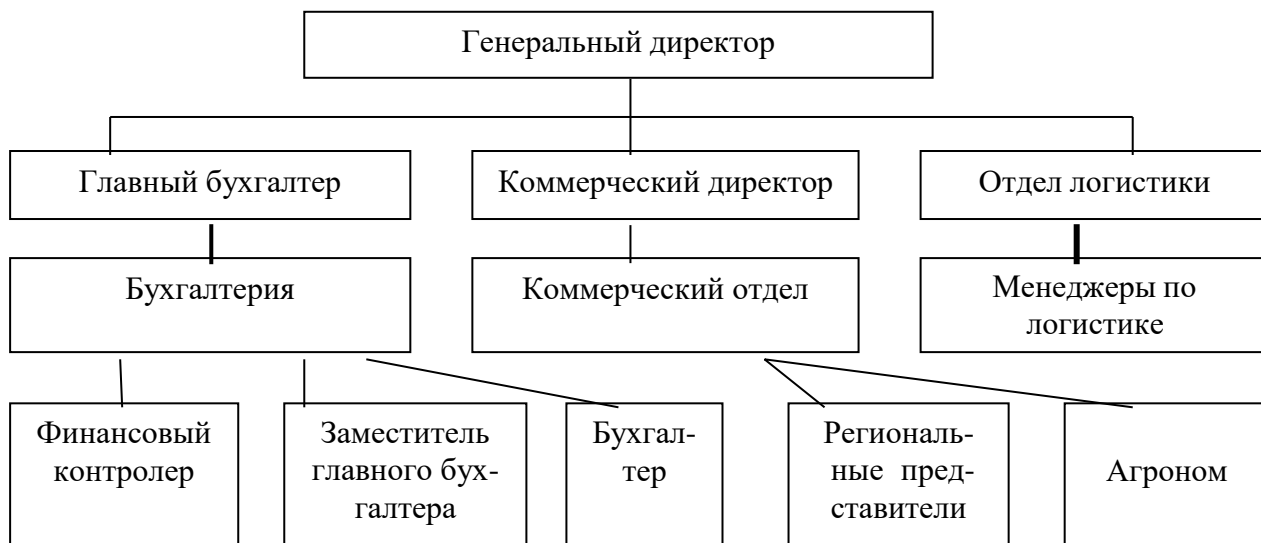 Генеральный директор
Главный бухгалтер
Коммерческий директор
Отдел логистики
Бухгалтерия
Коммерческий отдел
Менеджеры по
логистике
Финансовый
контролер
Заместитель
главного бух-
галтера
Бухгал-
тер
Региональ-
ные пред-
ставители
Агроном